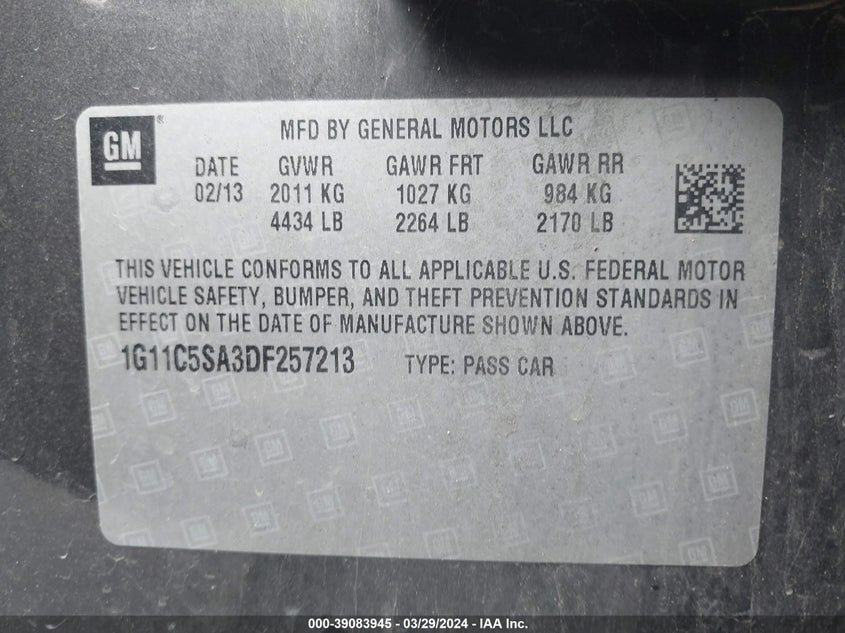 GM®
MFD BY GENERAL MOTORS LLC
DATE GVWR GAWR FRT GAWR RR
02/13 2011 KG 1027 KG 984 KG
4434 LB 2264 LB 2170 LB
THIS VEHICLE CONFORMS TO ALL APPLICABLE U.S. FEDERAL MOTOR
VEHICLE SAFETY, BUMPER, AND THEFT PREVENTION STANDARDS IN
EFFECT ON THE DATE OF MANUFACTURE SHOWN ABOVE.
1G11C5SA3DF257213 TYPE: PASS CAR
000-39083945 - 03/29/2024 - IAA Inc.